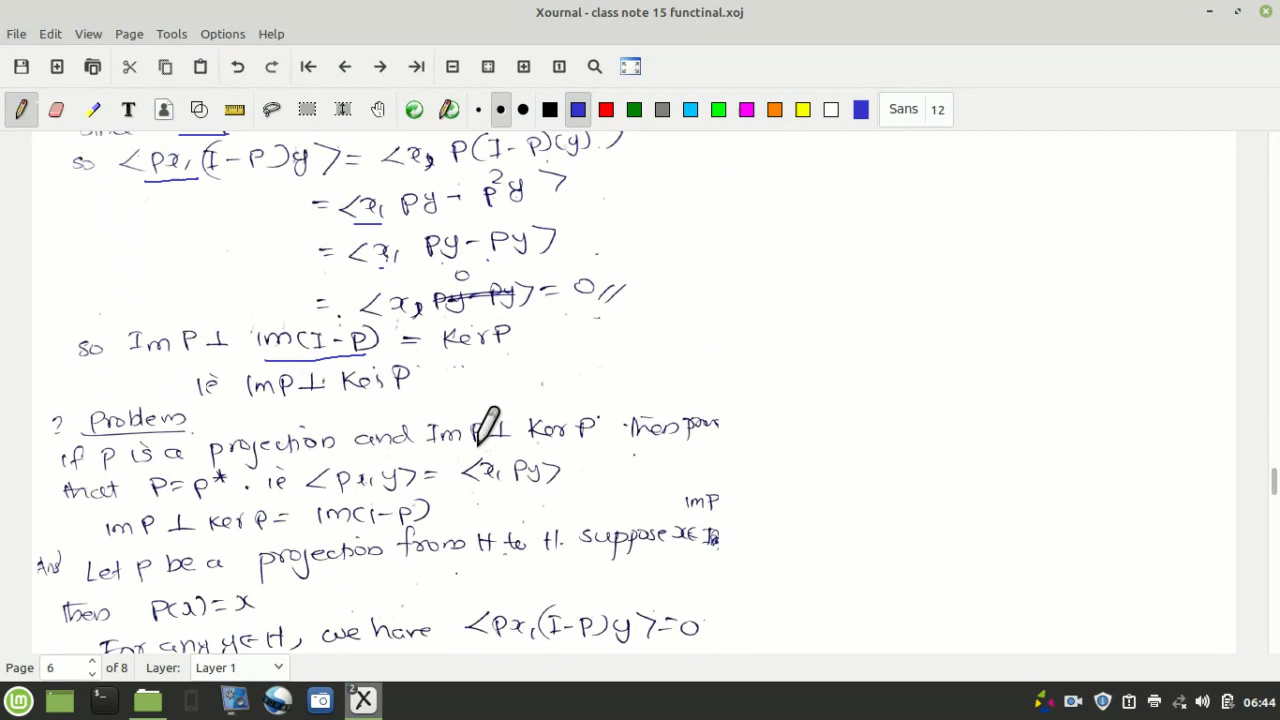 Xournal - class note 15 functinal.xoj
File Edit View Page Tools Options Help
Sans 12
so <Px, (I-P)y> = <x, P(I-P)(y)>
= <x, Py - P²y>
= <x, Py - Py>
0
= <x, Py - Py> = 0 //
so Im P ⊥ im(I-P) = Ker P
ie Im P ⊥ Ker P
? Problem
if P is a projection and Im P ⊥ Ker P then
that P = P* . ie <Px, y> = <x, Py>
Im P ⊥ Ker P = Im(I-P)
Im P
Ans) Let P be a projection from H to H. suppose x ∈
then P(x) = x
For any y ∈ H, we have <Px, (I-P)y> = 0
Page 6 of 8 Layer: Layer 1
2
06:44